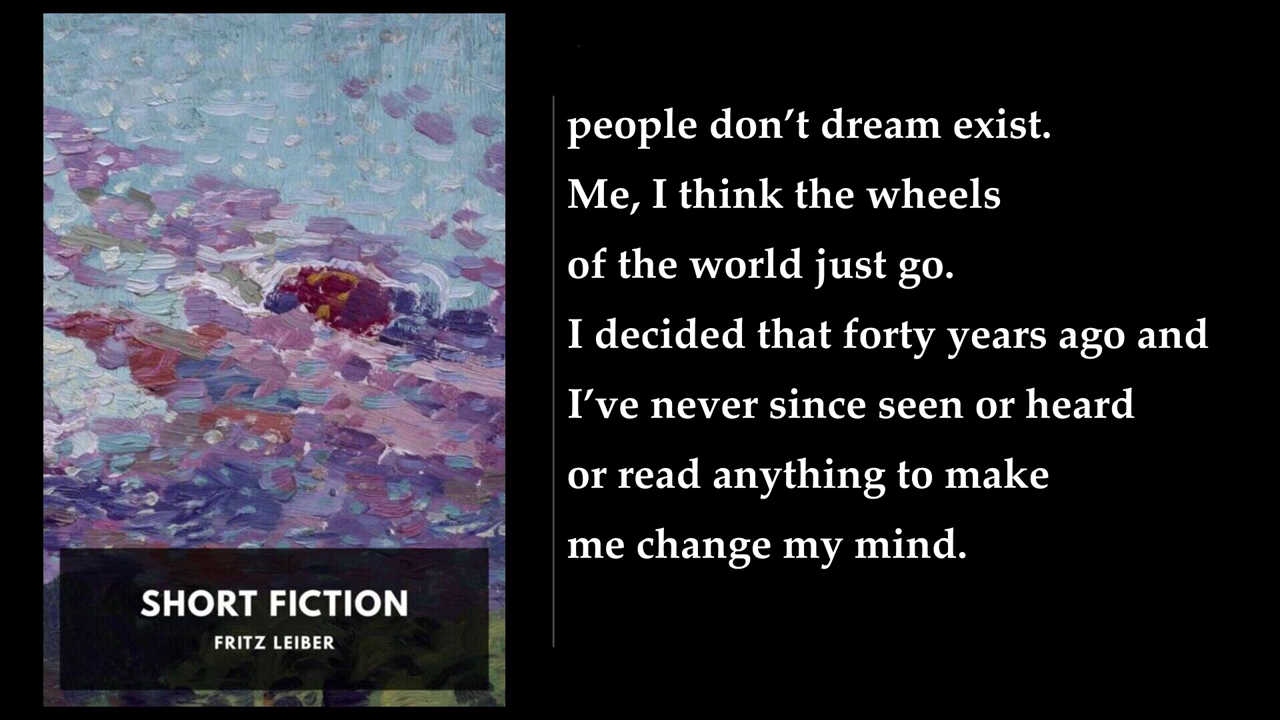 people don’t dream exist.
Me, I think the wheels
of the world just go.
I decided that forty years ago and
I’ve never since seen or heard
or read anything to make
me change my mind.
SHORT FICTION
FRITZ LEIBER